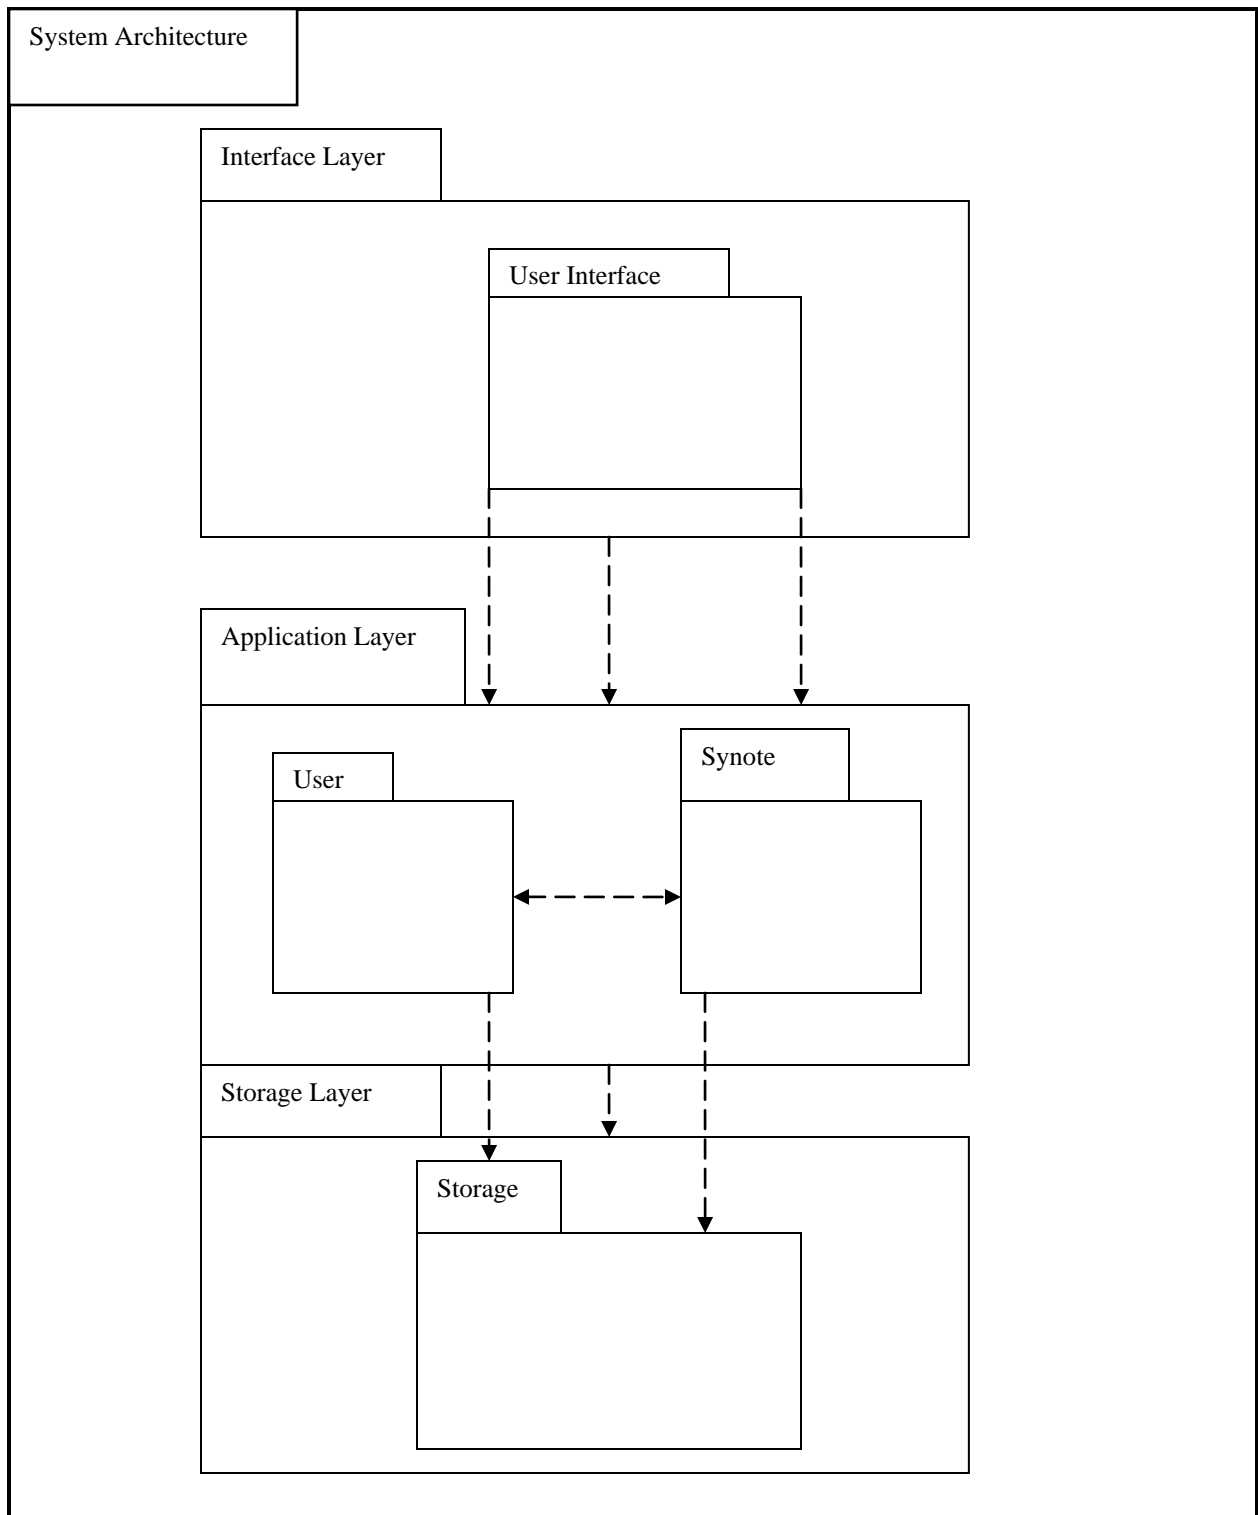 System Architecture
Interface Layer
User Interface
Application Layer
Synote
User
Storage Layer
Storage